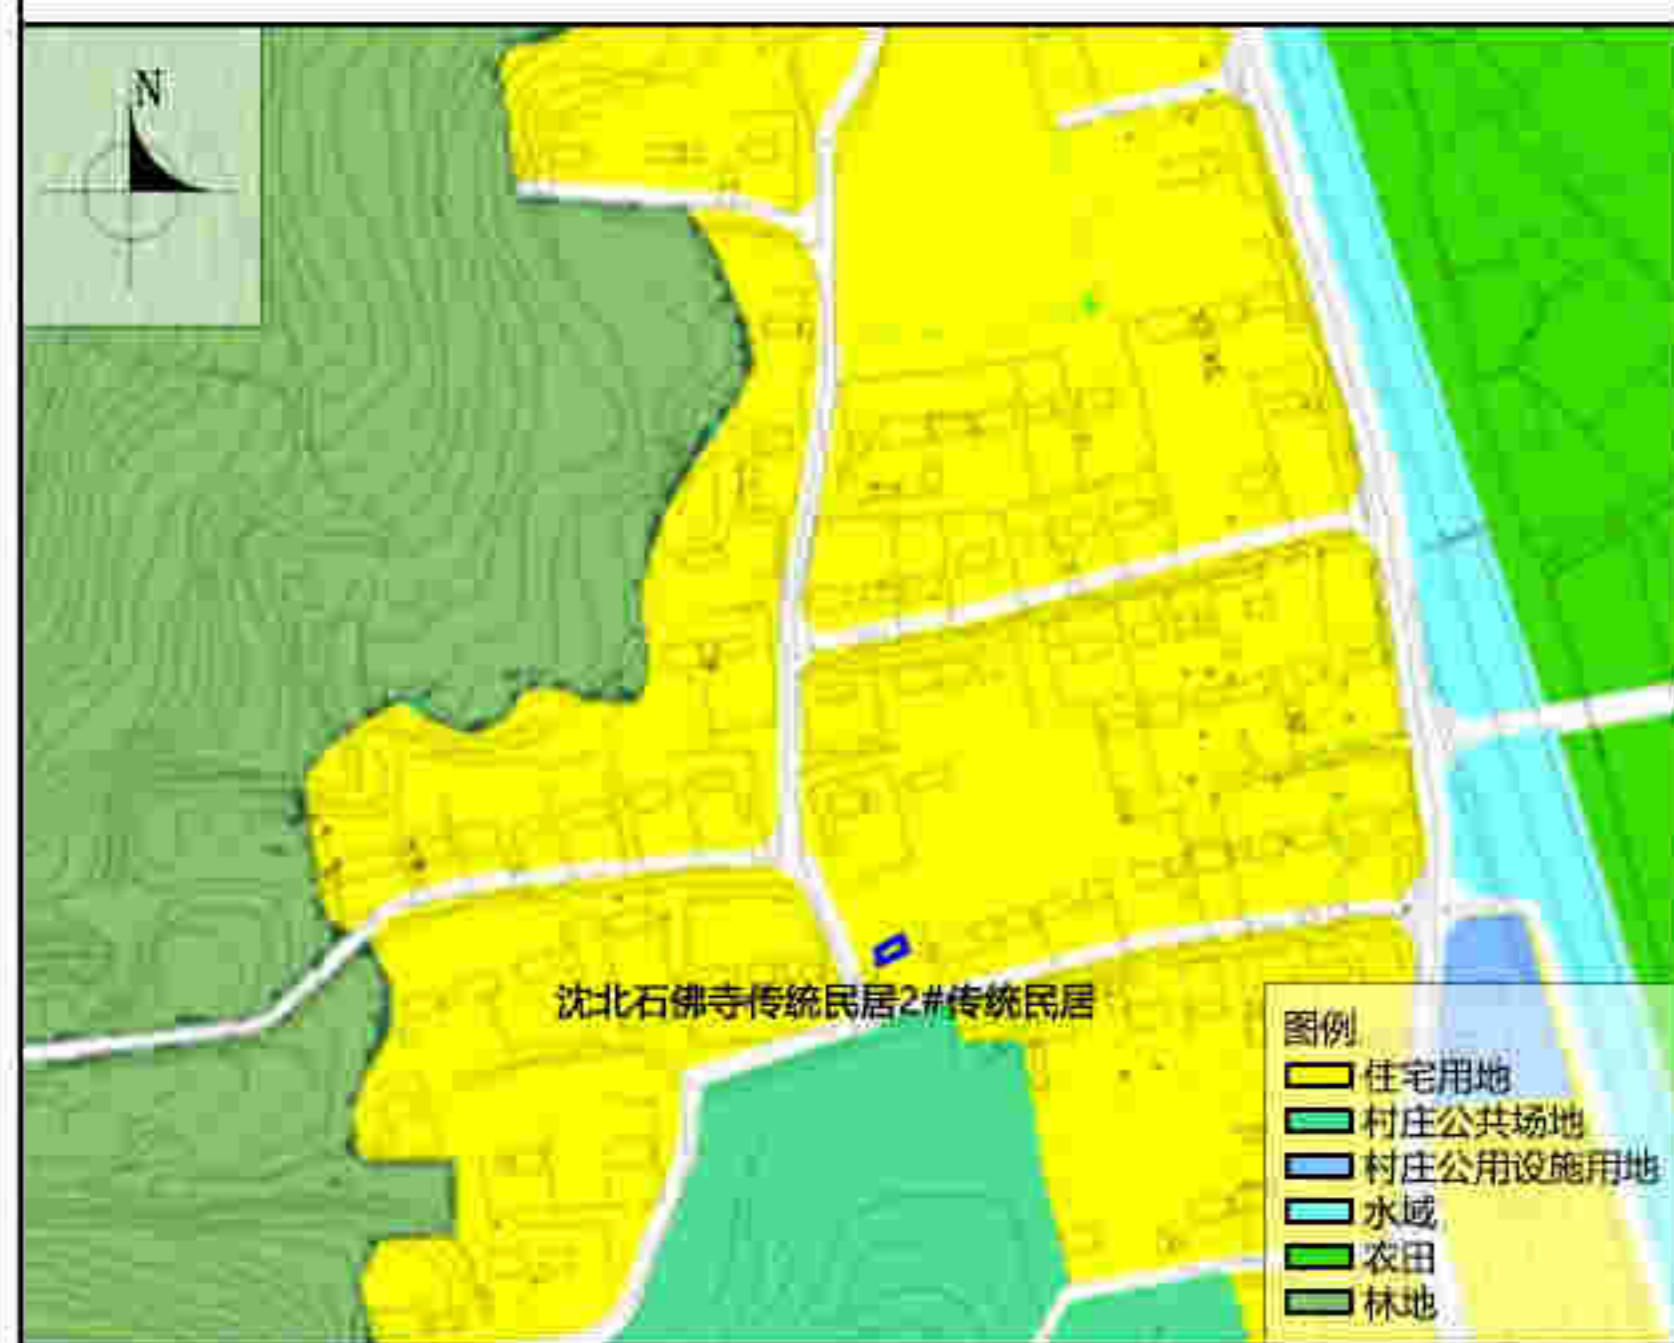 N
沈北石佛寺传统民居2#传统民居
图例
住宅用地
村庄公共场地
村庄公用设施用地
水域
农田
林地